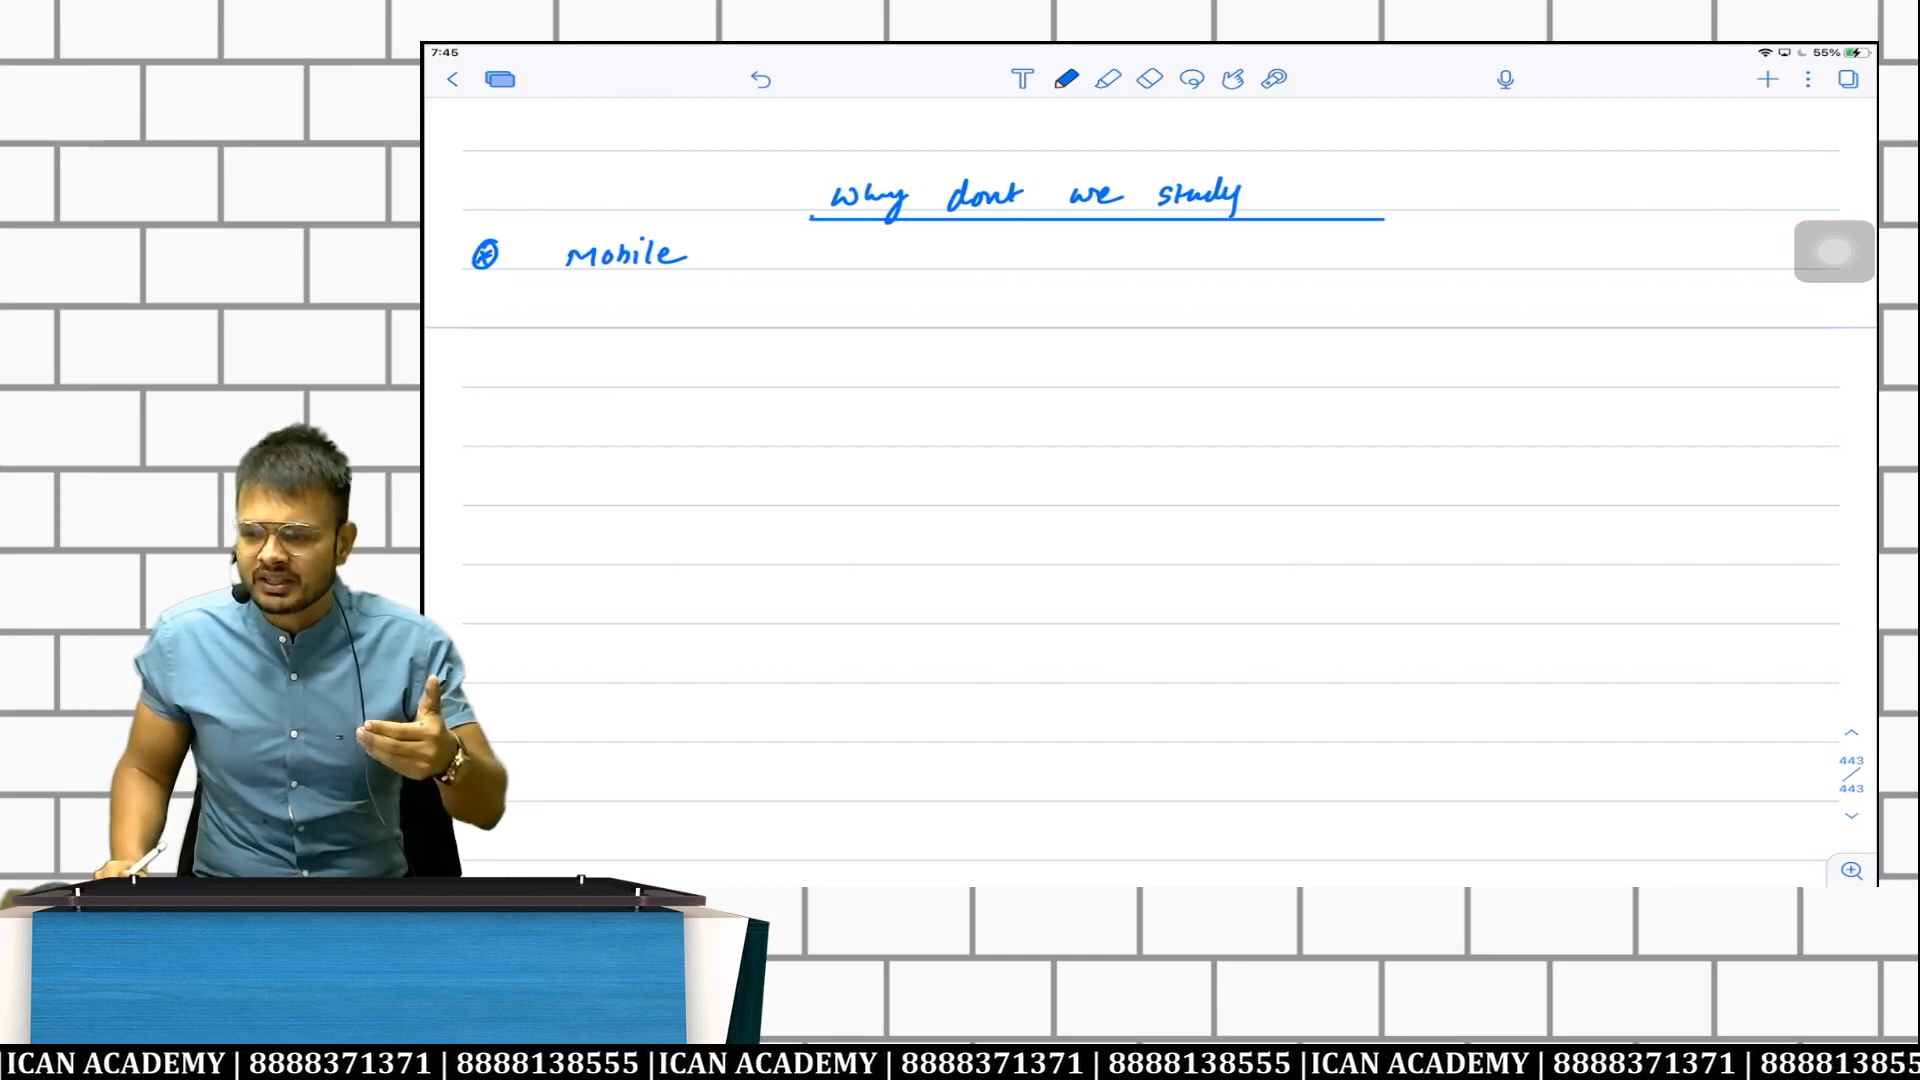 7:45
55%
T
Why dont we study
⊛ Mobile
443
443
|ICAN ACADEMY | 8888371371 | 8888138555 |ICAN ACADEMY | 8888371371 | 8888138555 |ICAN ACADEMY | 8888371371 | 888813855